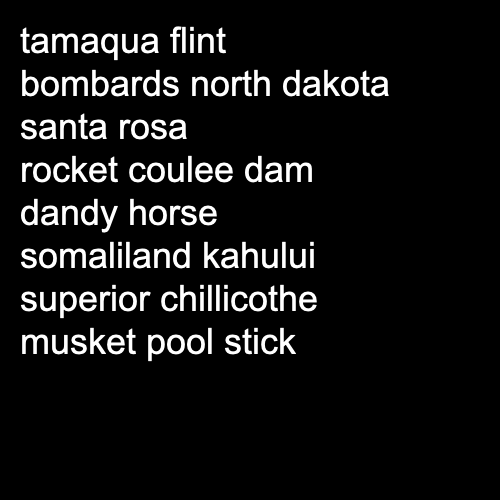 tamaqua flint
bombards north dakota
santa rosa
rocket coulee dam
dandy horse
somaliland kahului
superior chillicothe
musket pool stick